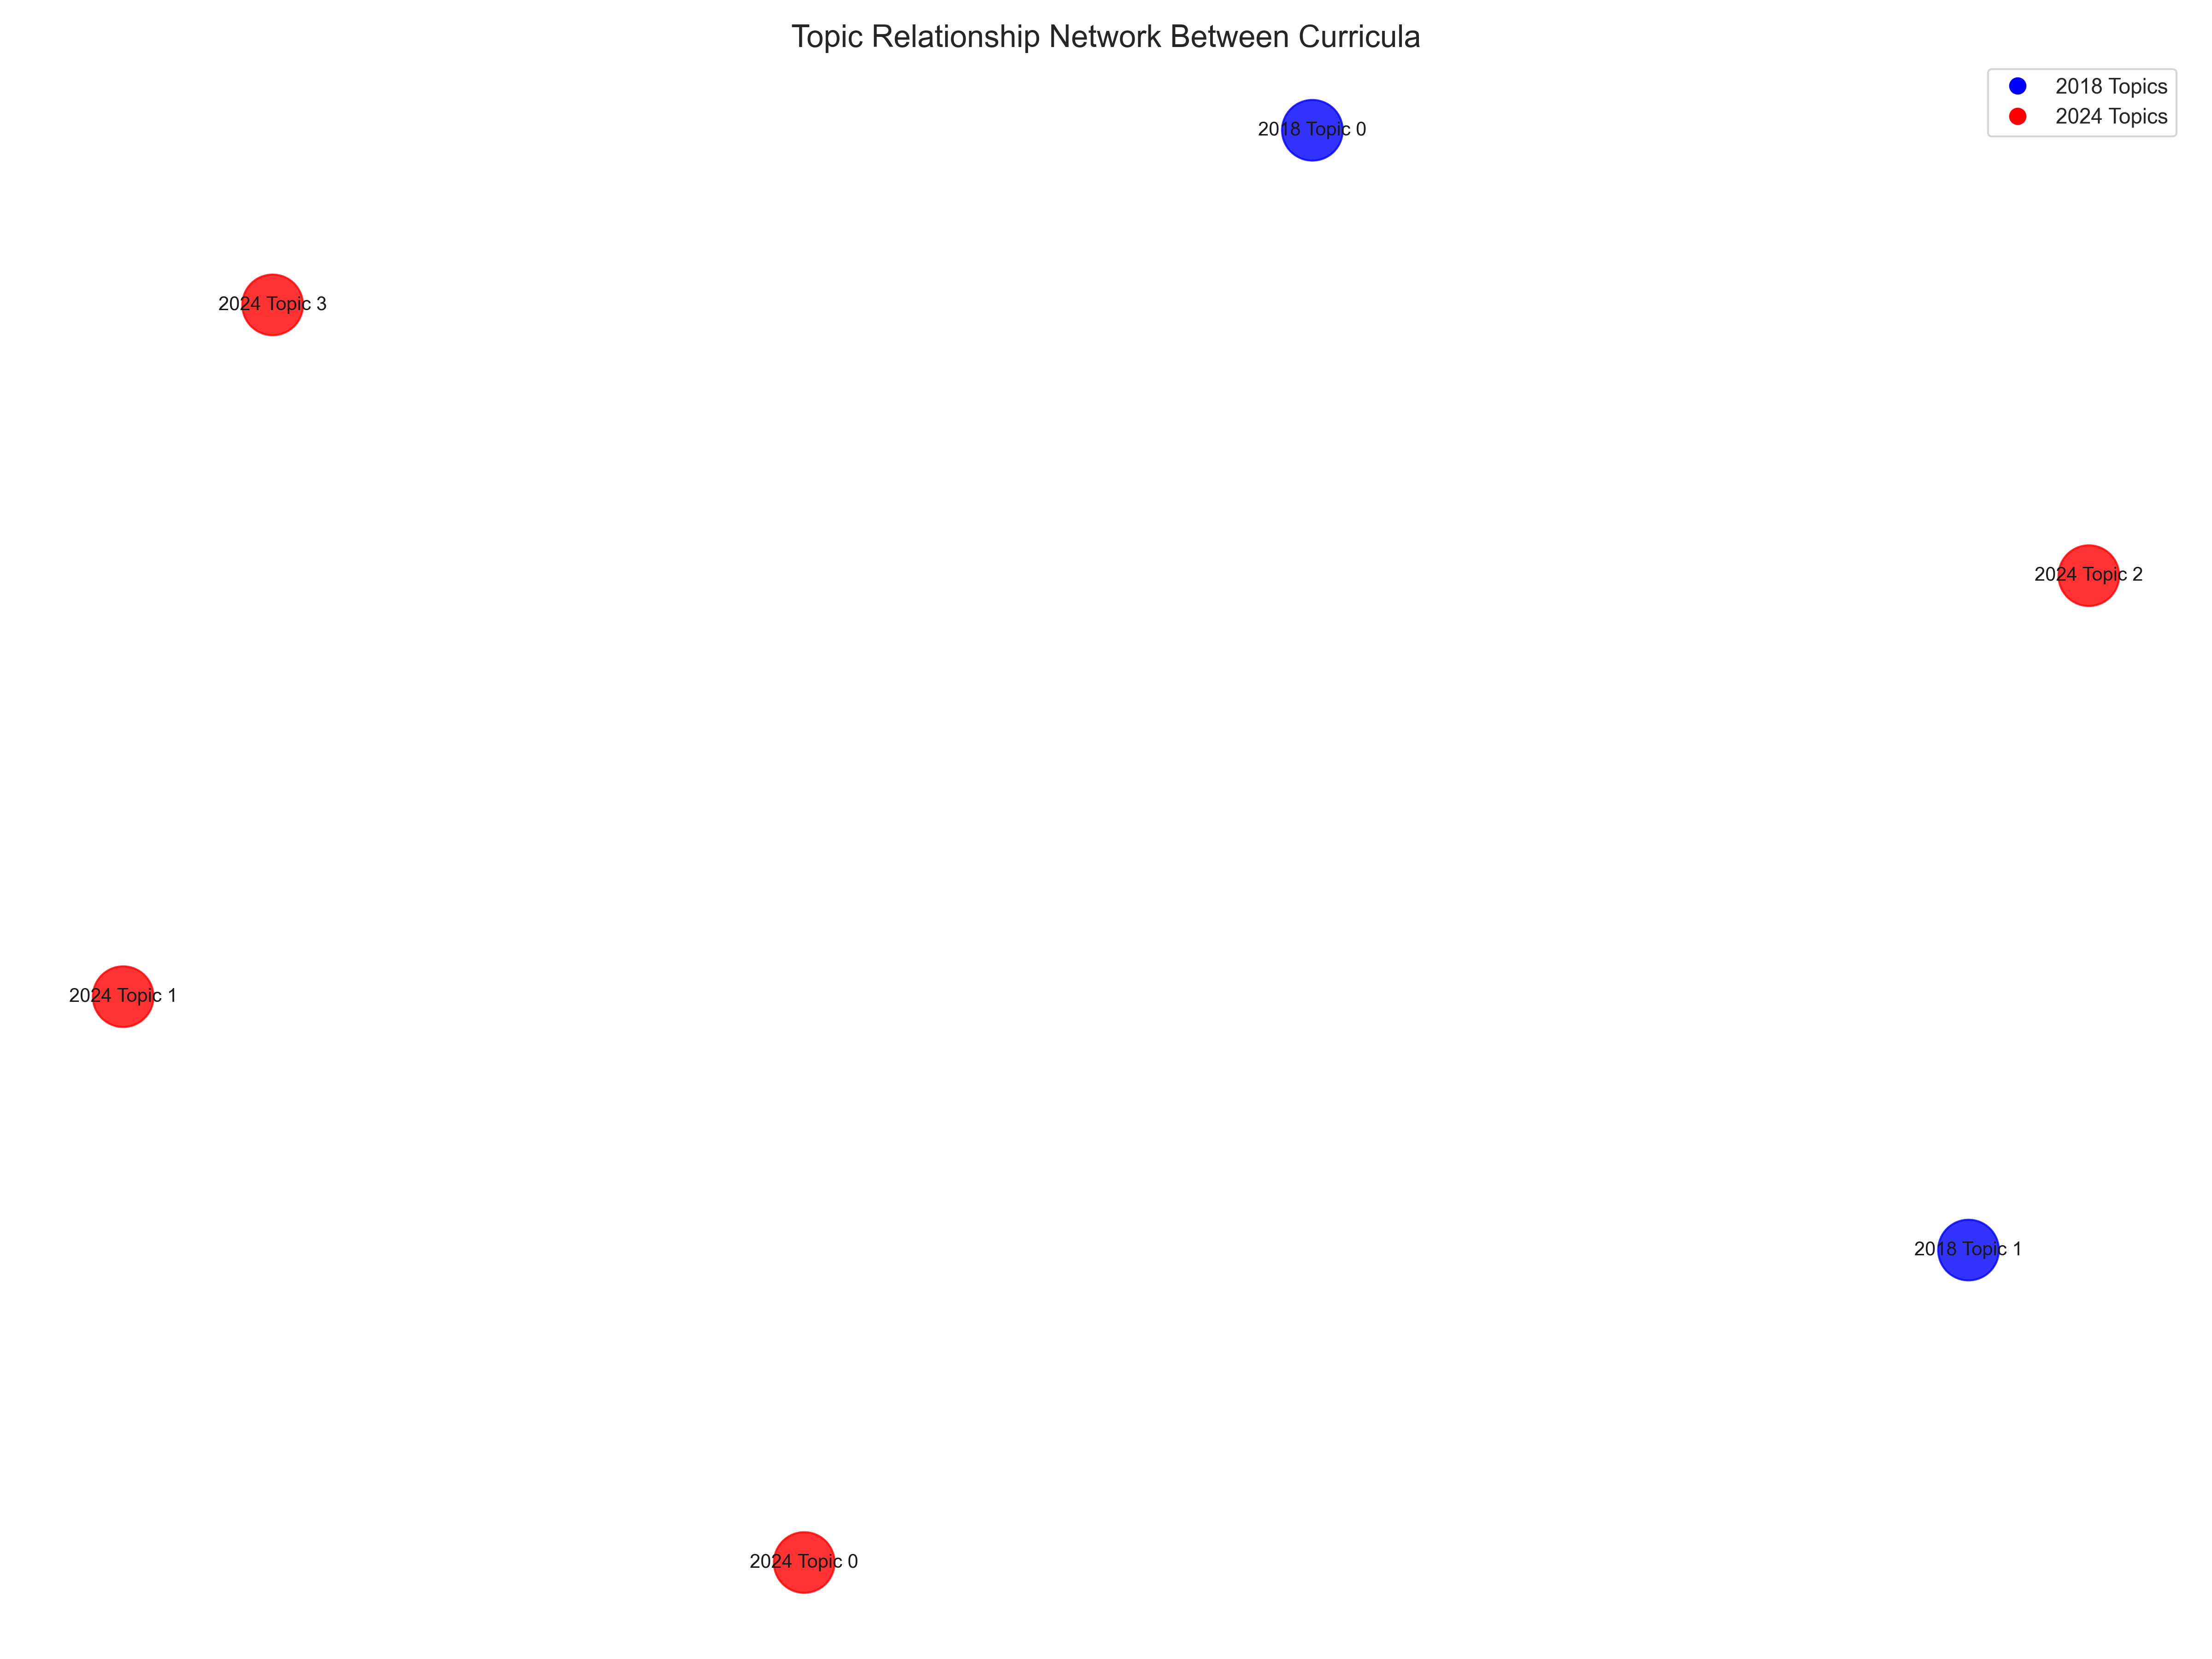 Topic Relationship Network Between Curricula
2018 Topics
2024 Topics
2018 Topic 0
2024 Topic 3
2024 Topic 2
2024 Topic 1
2018 Topic 1
2024 Topic 0